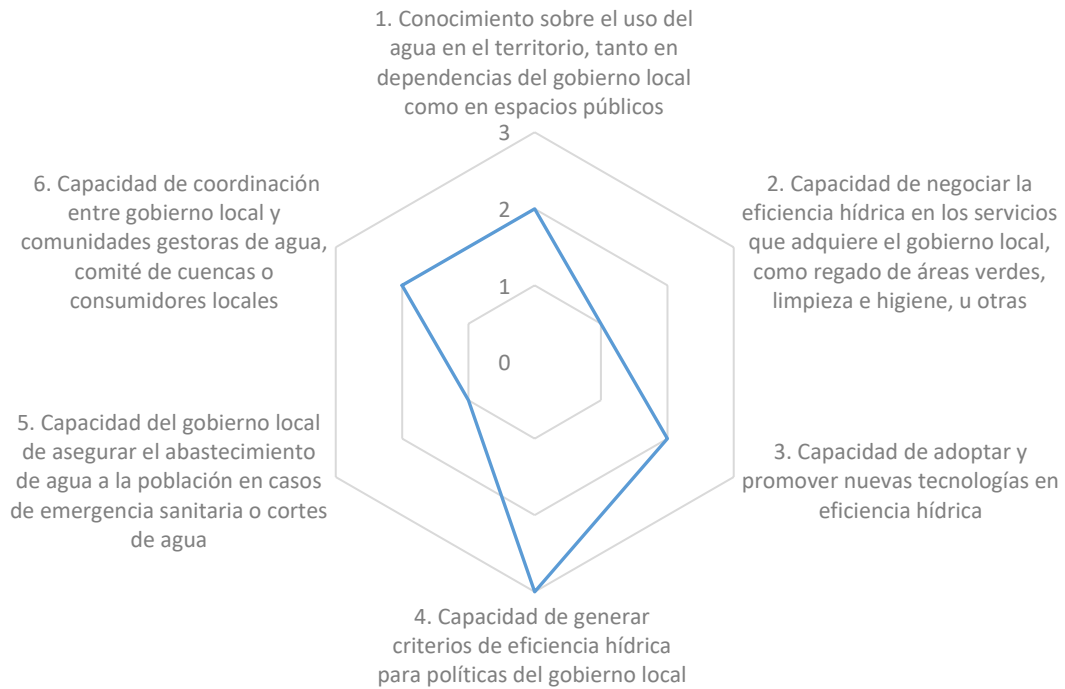 1. Conocimiento sobre el uso del
agua en el territorio, tanto en
dependencias del gobierno local
como en espacios públicos
3
2
1
0
2. Capacidad de negociar la
eficiencia hídrica en los servicios
que adquiere el gobierno local,
como regado de áreas verdes,
limpieza e higiene, u otras
3. Capacidad de adoptar y
promover nuevas tecnologías en
eficiencia hídrica
4. Capacidad de generar
criterios de eficiencia hídrica
para políticas del gobierno local
5. Capacidad del gobierno local
de asegurar el abastecimiento
de agua a la población en casos
de emergencia sanitaria o cortes
de agua
6. Capacidad de coordinación
entre gobierno local y
comunidades gestoras de agua,
comité de cuencas o
consumidores locales